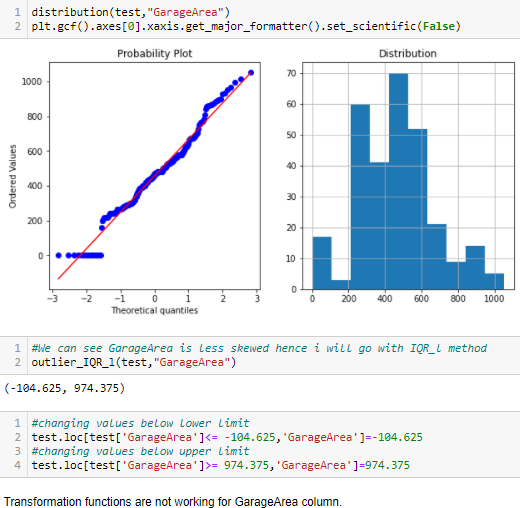 1 distribution(test,"GarageArea")
2 plt.gcf().axes[0].xaxis.get_major_formatter().set_scientific(False)
Probability Plot
Distribution
1000
800
600
400
200
0
Ordered Values
−3 −2 −1 0 1 2 3
Theoretical quantiles
70
60
50
40
30
20
10
0
0 200 400 600 800 1000
1 #We can see GarageArea is less skewed hence i will go with IQR_l method
2 outlier_IQR_l(test,"GarageArea")
(-104.625, 974.375)
1 #changing values below lower limit
2 test.loc[test['GarageArea']<= -104.625,'GarageArea']=-104.625
3 #changing values below upper limit
4 test.loc[test['GarageArea']>= 974.375,'GarageArea']=974.375
Transformation functions are not working for GarageArea column.